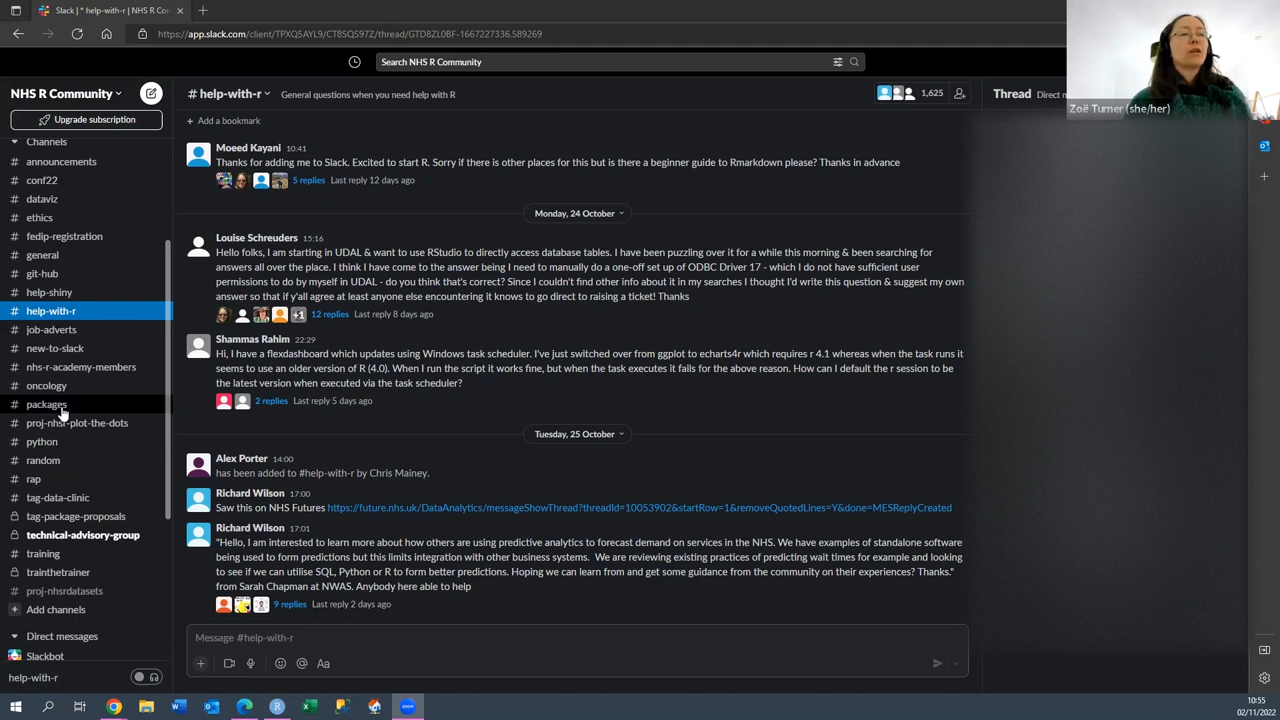 Slack | * help-with-r | NHS R Con
https://app.slack.com/client/TPXQ5AYL9/CT8SQS97Z/thread/GTD8ZL0BF-1667227336.589269
Search NHS R Community
NHS R Community
# help-with-r
General questions when you need help with R
1,625
Thread Direct m
Zoë Turner (she/her)
Upgrade subscription
Add a bookmark
Channels
# announcements
# conf22
# dataviz
# ethics
# fedip-registration
# general
# git-hub
# help-shiny
# help-with-r
# job-adverts
# new-to-slack
# nhs-r-academy-members
# oncology
# packages
# proj-nhsr-plot-the-dots
# python
# random
# rap
# tag-data-clinic
tag-package-proposals
technical-advisory-group
# training
trainthetrainer
# proj-nhsrdatasets
+ Add channels
Direct messages
Slackbot
help-with-r
Moeed Kayani 10:41
Thanks for adding me to Slack. Excited to start R. Sorry if there is other places for this but is there a beginner guide to Rmarkdown please? Thanks in advance
5 replies Last reply 12 days ago
Monday, 24 October
Louise Schreuders 15:16
Hello folks, I am starting in UDAL & want to use RStudio to directly access database tables. I have been puzzling over it for a while this morning & been searching for
answers all over the place. I think I have come to the answer being I need to manually do a one-off set up of ODBC Driver 17 - which I do not have sufficient user
permissions to do by myself in UDAL - do you think that's correct? Since I couldn't find other info about it in my searches I thought I'd write this question & suggest my own
answer so that if y'all agree at least anyone else encountering it knows to go direct to raising a ticket! Thanks
+1 12 replies Last reply 8 days ago
Shammas Rahim 22:29
Hi, I have a flexdashboard which updates using Windows task scheduler. I've just switched over from ggplot to echarts4r which requires r 4.1 whereas when the task runs it
seems to use an older version of R (4.0). When I run the script it works fine, but when the task executes it fails for the above reason. How can I default the r session to be
the latest version when executed via the task scheduler?
2 replies Last reply 5 days ago
Tuesday, 25 October
Alex Porter 14:00
has been added to #help-with-r by Chris Mainey.
Richard Wilson 17:00
Saw this on NHS Futures https://future.nhs.uk/DataAnalytics/messageShowThread?threadId=10053902&startRow=1&removeQuotedLines=Y&done=MESReplyCreated
Richard Wilson 17:01
"Hello, I am interested to learn more about how others are using predictive analytics to forecast demand on services in the NHS. We have examples of standalone software
being used to form predictions but this limits integration with other business systems. We are reviewing existing practices of predicting wait times for example and looking
to see if we can utilise SQL, Python or R to form better predictions. Hoping we can learn from and get some guidance from the community on their experiences? Thanks."
from Sarah Chapman at NWAS. Anybody here able to help
9 replies Last reply 2 days ago
Message #help-with-r
Aa
10:55
02/11/2022